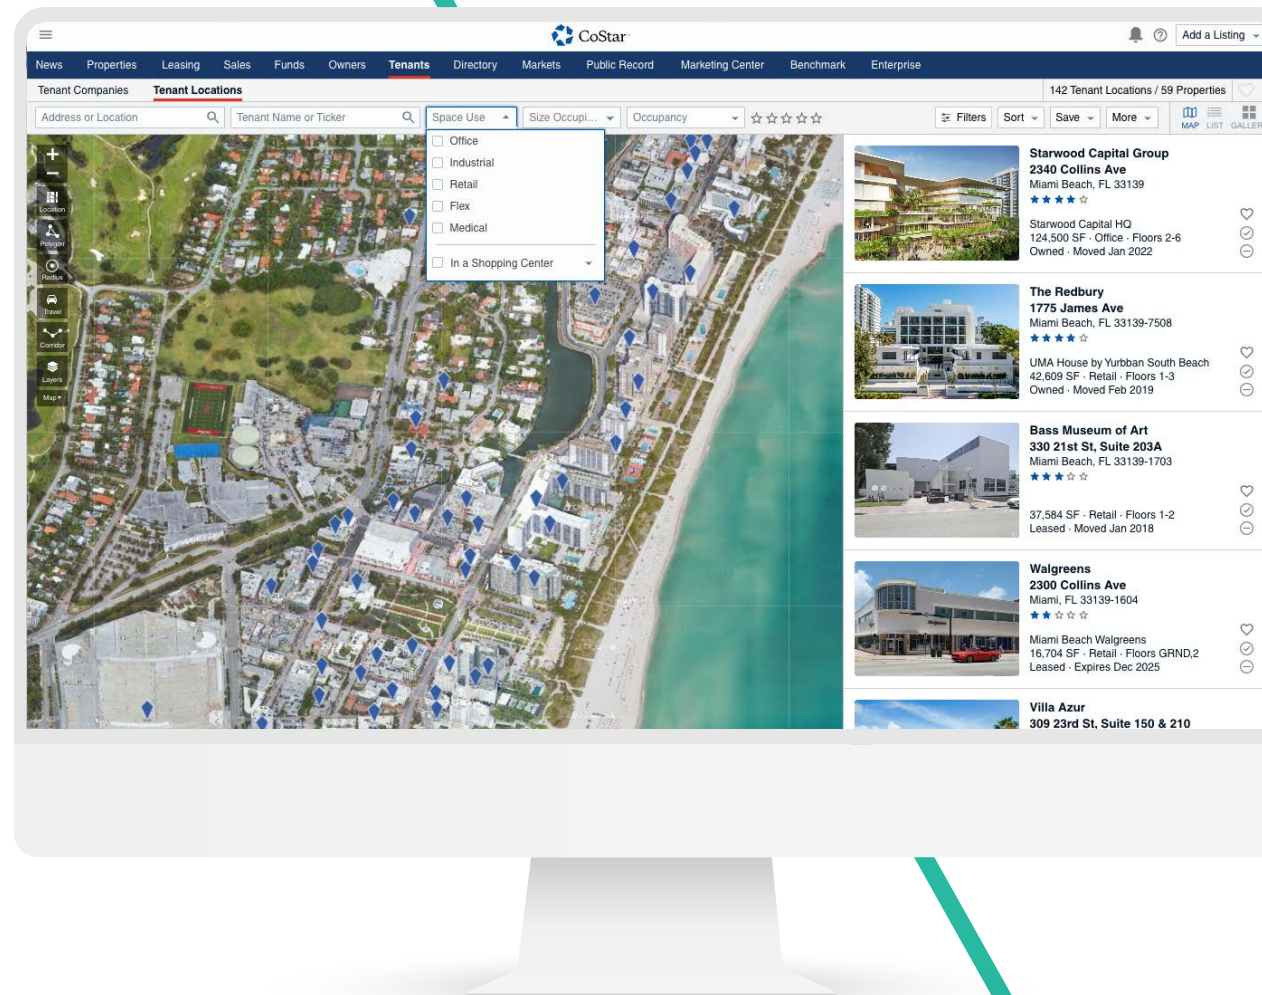 CoStar
Add a Listing
News Properties Leasing Sales Funds Owners Tenants Directory Markets Public Record Marketing Center Benchmark Enterprise
Tenant Companies Tenant Locations
142 Tenant Locations / 59 Properties
Address or Location Tenant Name or Ticker Space Use Size Occupi... Occupancy
Filters Sort Save More
MAP LIST GALLER
Office
Industrial
Retail
Flex
Medical
In a Shopping Center
Location
Polygon
Radius
Travel
Corridor
Layers
Map
Starwood Capital Group
2340 Collins Ave
Miami Beach, FL 33139
Starwood Capital HQ
124,500 SF · Office · Floors 2-6
Owned · Moved Jan 2022
The Redbury
1775 James Ave
Miami Beach, FL 33139-7508
UMA House by Yurbban South Beach
42,609 SF · Retail · Floors 1-3
Owned · Moved Feb 2019
Bass Museum of Art
330 21st St, Suite 203A
Miami Beach, FL 33139-1703
37,584 SF · Retail · Floors 1-2
Leased · Moved Jan 2018
Walgreens
2300 Collins Ave
Miami, FL 33139-1604
Miami Beach Walgreens
16,704 SF · Retail · Floors GRND,2
Leased · Expires Dec 2025
Villa Azur
309 23rd St, Suite 150 & 210